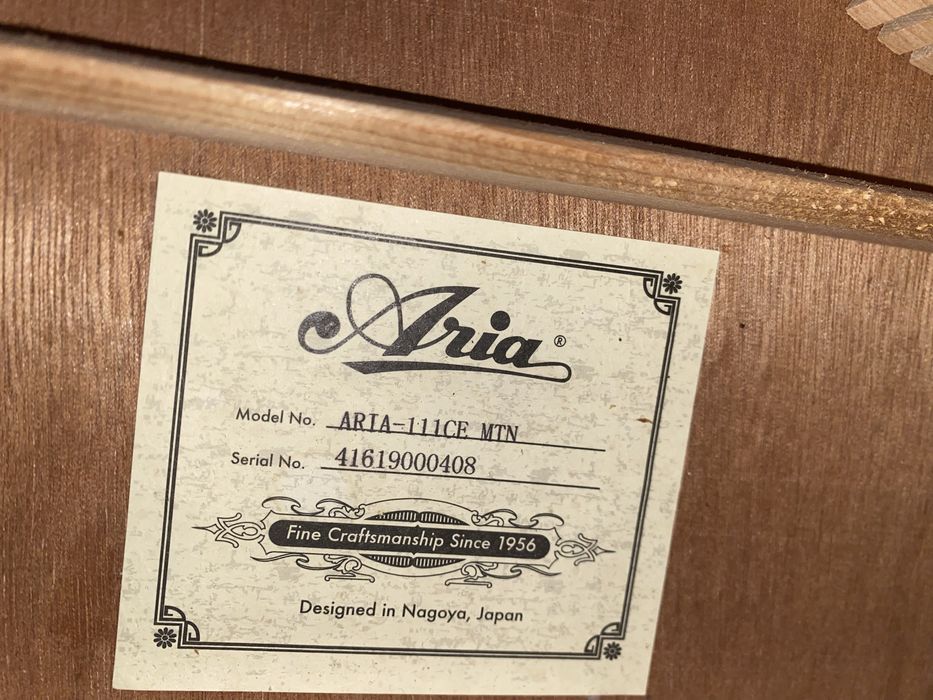 Aria®
Model No. ARIA-111CE MTN
Serial No. 41619000408
Fine Craftsmanship Since 1956
Designed in Nagoya, Japan